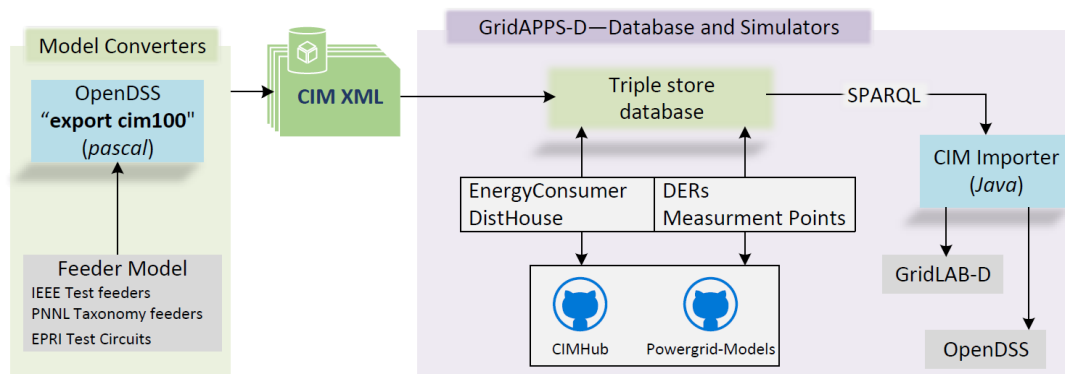 Model Converters
OpenDSS
“export cim100"
(pascal)
Feeder Model
IEEE Test feeders
PNNL Taxonomy feeders
EPRI Test Circuits
CIM XML
GridAPPS-D—Database and Simulators
Triple store
database
SPARQL
CIM Importer
(Java)
EnergyConsumer
DistHouse
DERs
Measurment Points
CIMHub
Powergrid-Models
GridLAB-D
OpenDSS